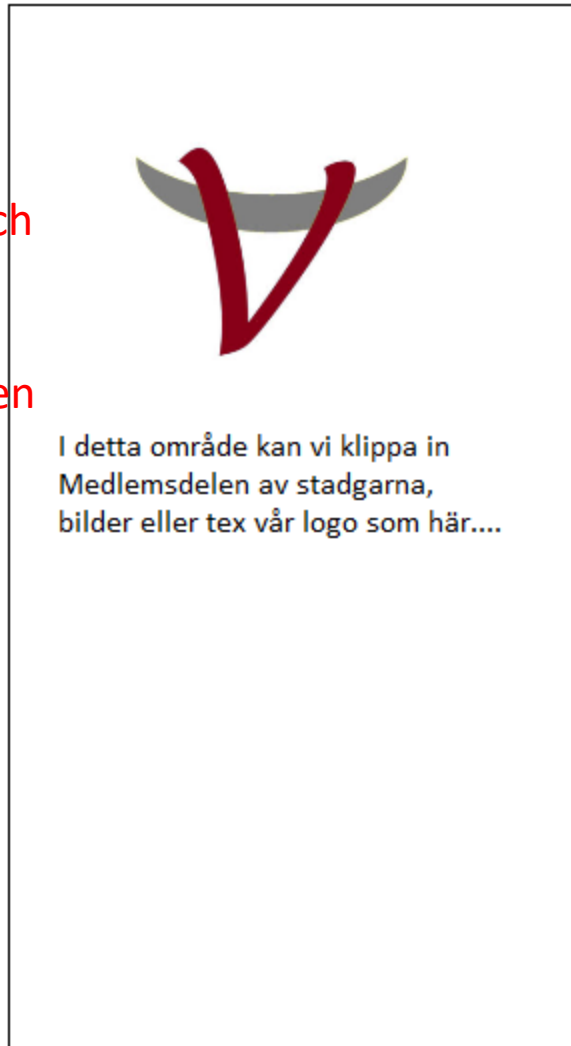 ch
en
I detta område kan vi klippa in
Medlemsdelen av stadgarna,
bilder eller tex vår logo som här....